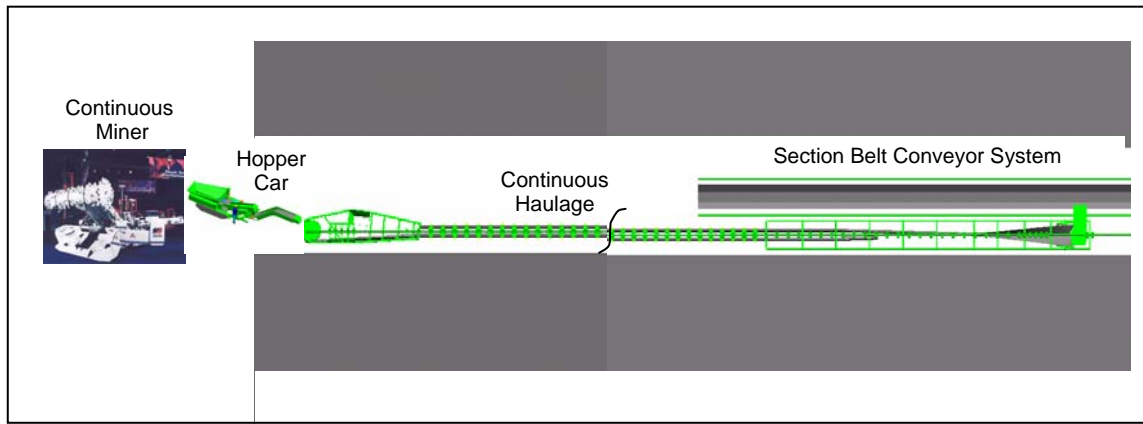 Continuous
Miner
Hopper
Car
Continuous
Haulage
Section Belt Conveyor System